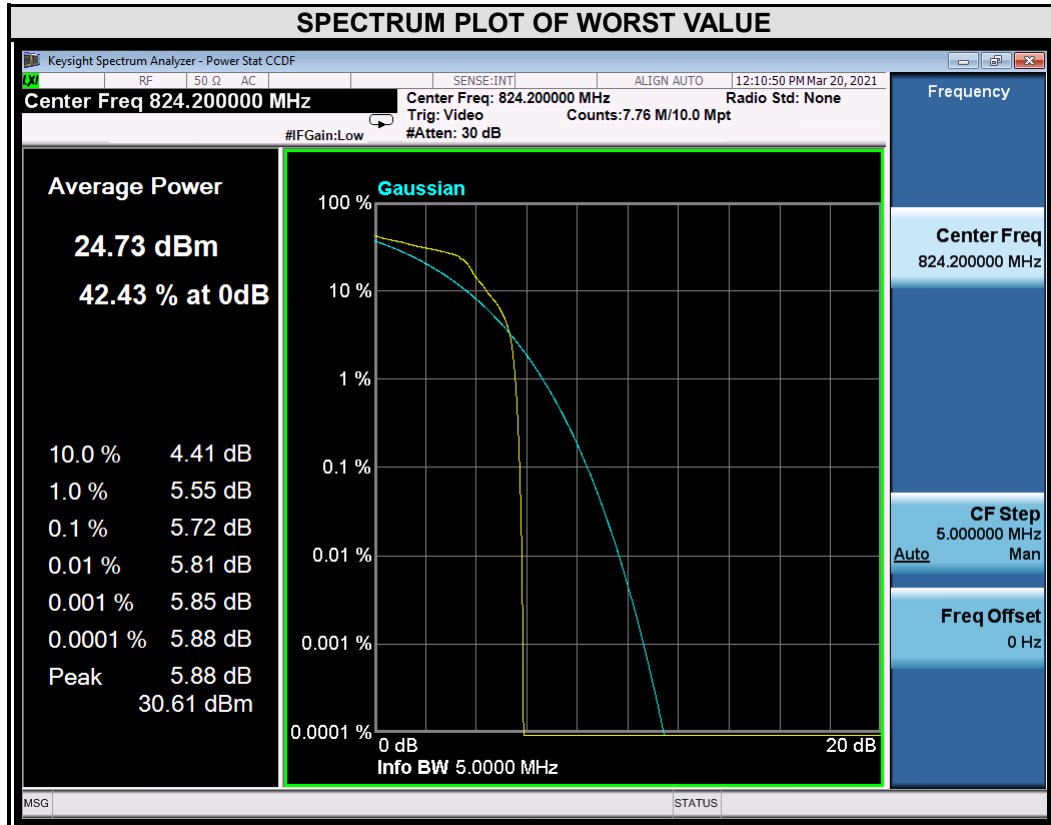 SPECTRUM PLOT OF WORST VALUE
Keysight Spectrum Analyzer - Power Stat CCDF
LXI RF 50 Ω AC SENSE:INT ALIGN AUTO 12:10:50 PM Mar 20, 2021
Center Freq 824.200000 MHz
Center Freq: 824.200000 MHz Radio Std: None
Trig: Video Counts:7.76 M/10.0 Mpt
#IFGain:Low #Atten: 30 dB
Frequency
Average Power
24.73 dBm
42.43 % at 0dB
10.0 % 4.41 dB
1.0 % 5.55 dB
0.1 % 5.72 dB
0.01 % 5.81 dB
0.001 % 5.85 dB
0.0001 % 5.88 dB
Peak 5.88 dB
30.61 dBm
Gaussian
100 %
10 %
1 %
0.1 %
0.01 %
0.001 %
0.0001 %
0 dB 20 dB
Info BW 5.0000 MHz
Center Freq
824.200000 MHz
CF Step
5.000000 MHz
Auto Man
Freq Offset
0 Hz
MSG STATUS